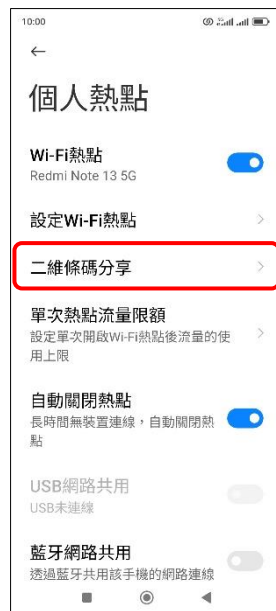 10:00
個人熱點
Wi-Fi熱點
Redmi Note 13 5G
設定Wi-Fi熱點
二維條碼分享
單次熱點流量限額
設定單次開啟Wi-Fi熱點後流量的使
用上限
自動關閉熱點
長時間無裝置連線，自動關閉熱
點
USB網路共用
USB未連線
藍牙網路共用
透過藍牙共用該手機的網路連線